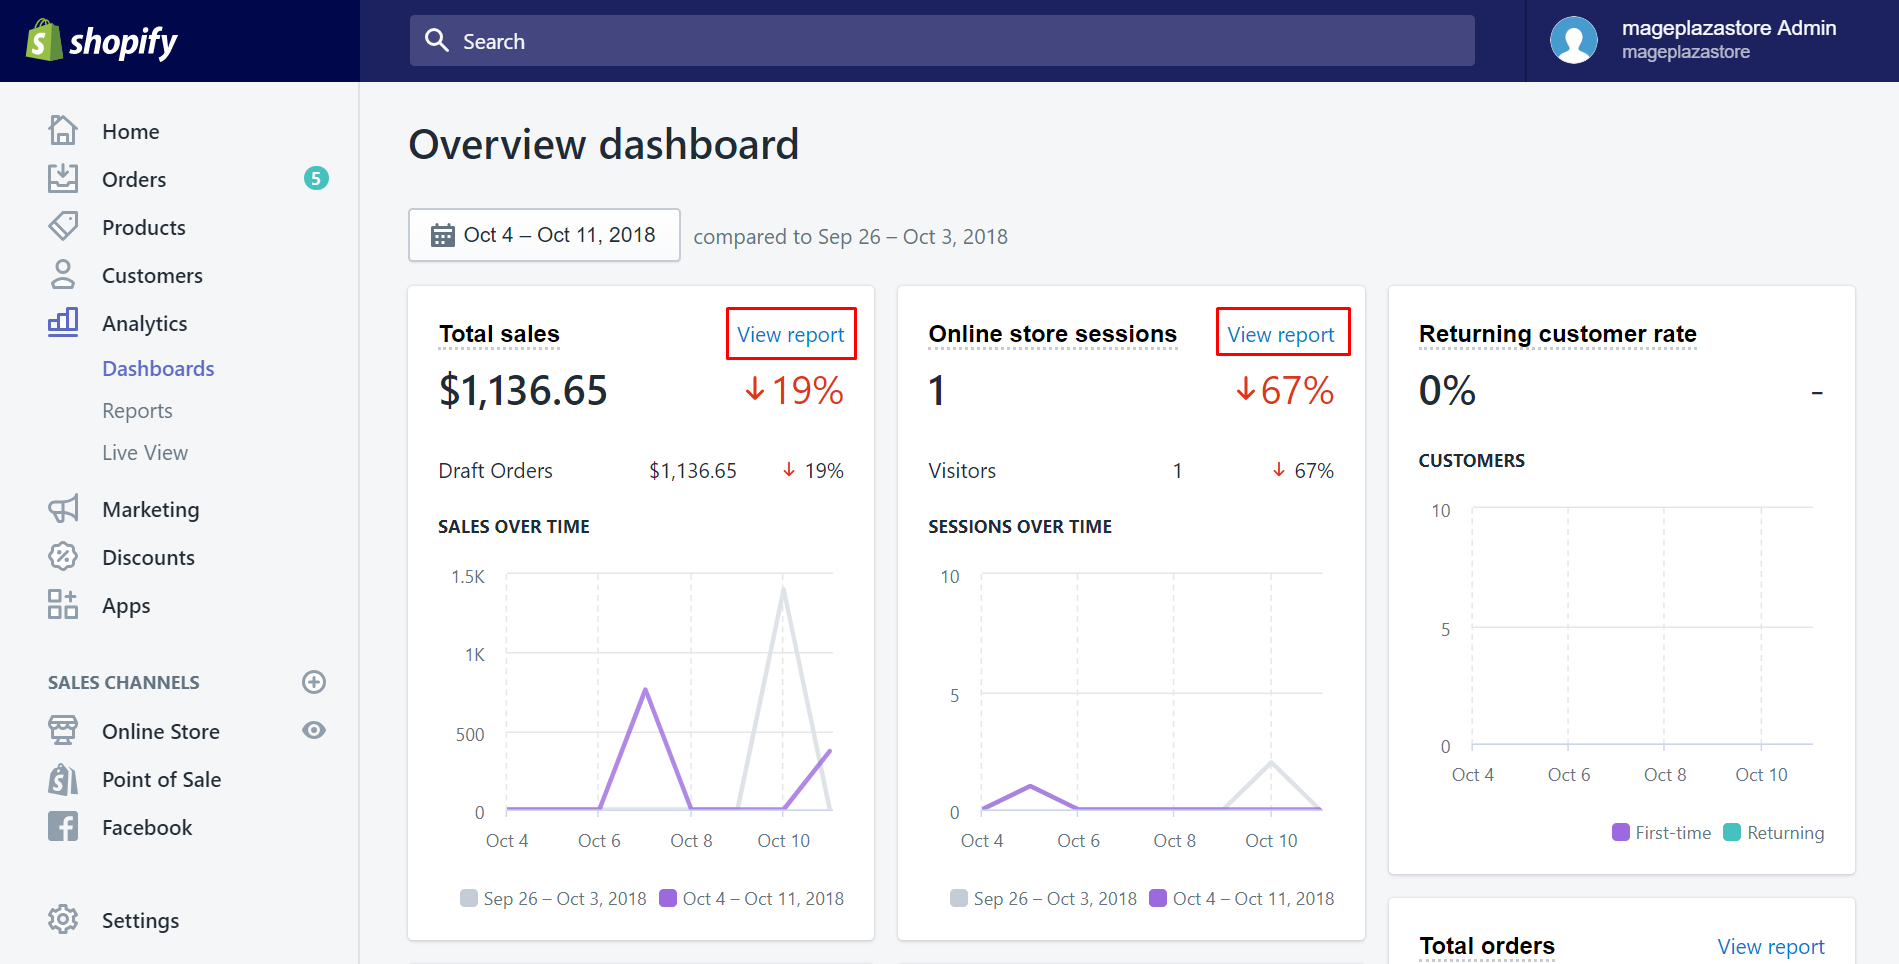 shopify
Search
mageplazastore Admin
mageplazastore
Home
Orders 5
Products
Customers
Analytics
Dashboards
Reports
Live View
Marketing
Discounts
Apps
SALES CHANNELS
Online Store
Point of Sale
Facebook
Settings
Overview dashboard
Oct 4 – Oct 11, 2018 compared to Sep 26 – Oct 3, 2018
Total sales View report
$1,136.65 ↓19%
Draft Orders $1,136.65 ↓ 19%
SALES OVER TIME
1.5K
1K
500
0
Oct 4 Oct 6 Oct 8 Oct 10
Sep 26 – Oct 3, 2018 Oct 4 – Oct 11, 2018
Online store sessions View report
1 ↓67%
Visitors 1 ↓ 67%
SESSIONS OVER TIME
10
5
0
Oct 4 Oct 6 Oct 8 Oct 10
Sep 26 – Oct 3, 2018 Oct 4 – Oct 11, 2018
Returning customer rate
0% -
CUSTOMERS
10
5
0
Oct 4 Oct 6 Oct 8 Oct 10
First-time Returning
Total orders View report